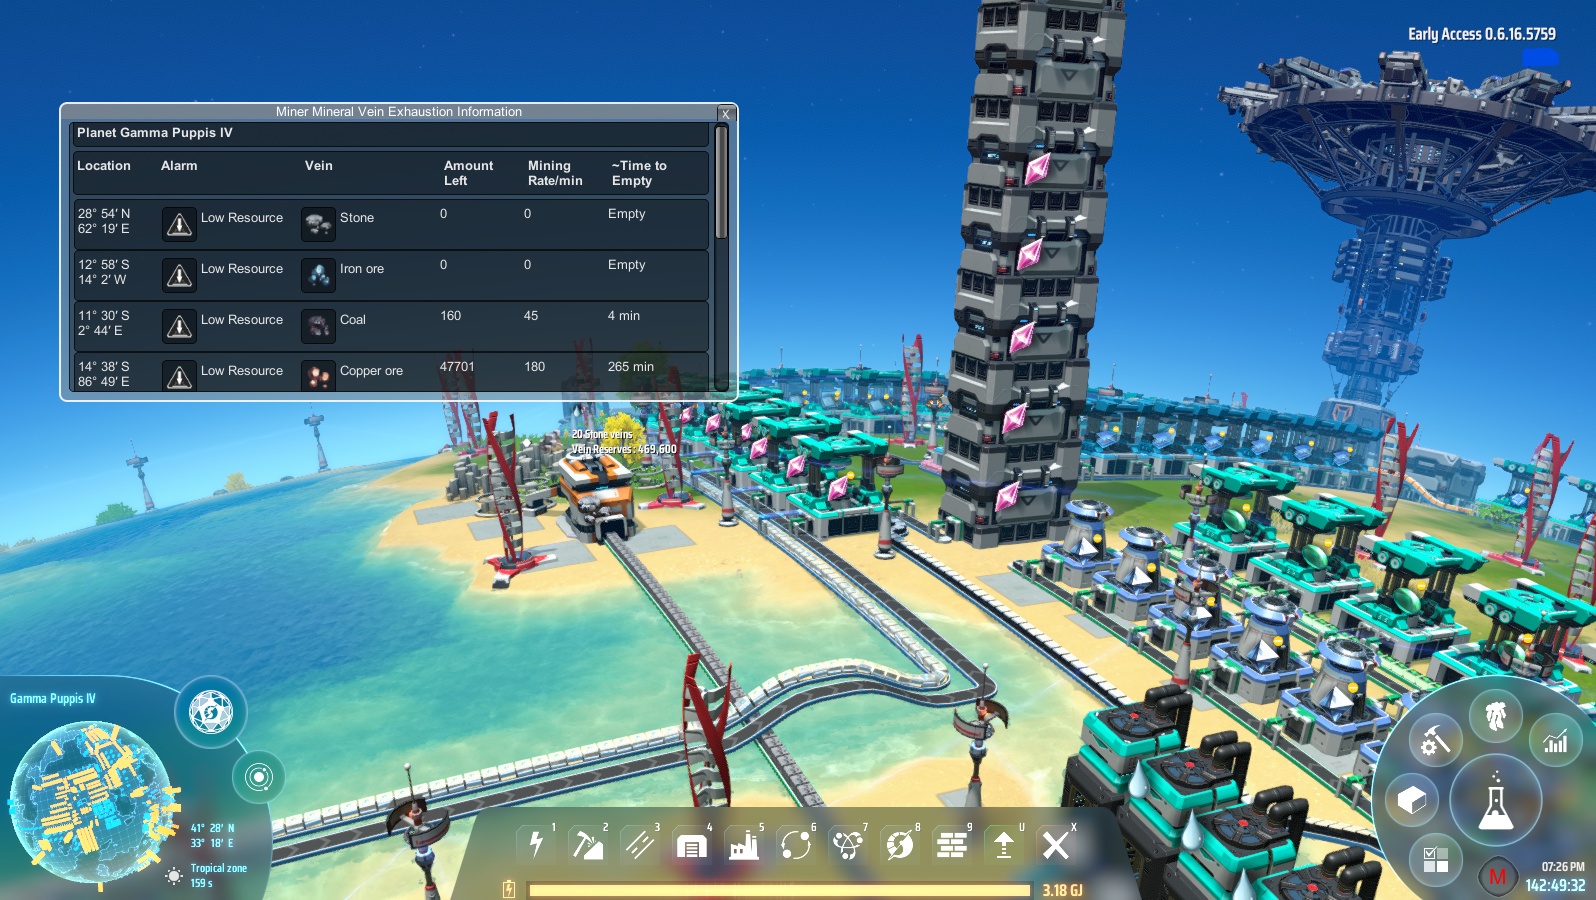 Early Access 0.6.16.5759
Miner Mineral Vein Exhaustion Information
X
Planet Gamma Puppis IV
Location Alarm Vein Amount Left Mining Rate/min ~Time to Empty
28° 54′ N
62° 19′ E
Low Resource Stone 0 0 Empty
12° 58′ S
14° 2′ W
Low Resource Iron ore 0 0 Empty
11° 30′ S
2° 44′ E
Low Resource Coal 160 45 4 min
14° 38′ S
86° 49′ E
Low Resource Copper ore 47701 180 265 min
20 Stone veins
Vein Reserves : 469,600
Gamma Puppis IV
41° 28′ N
33° 18′ E
Tropical zone
159 s
1 2 3 4 5 6 7 8 9 U X
3.18 GJ
M
07:26 PM
142:49:32